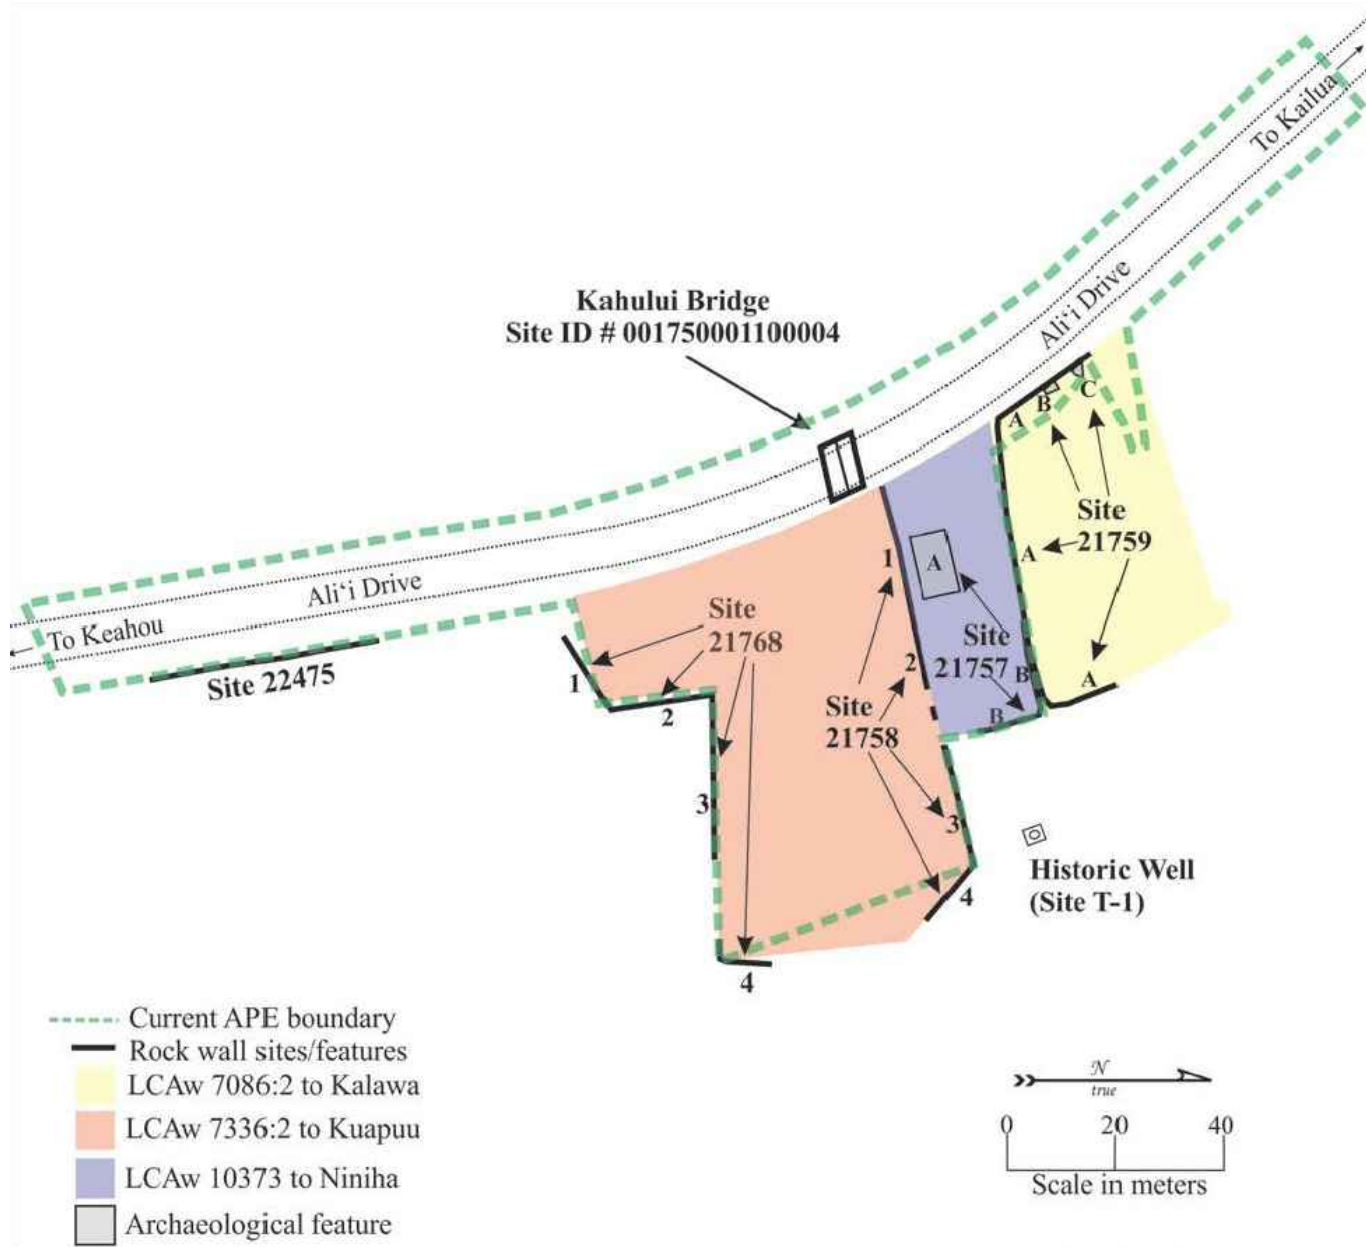 To Kailua
Kahului Bridge
Site ID # 001750001100004
Ali‘i Drive
C
B
A
Site
21759
A
A
1
A
Ali‘i Drive
Site
21768
To Keahou
Site 22475
1
2
Site
21757
2
B
B
A
Site
21758
3
3
4
4
Historic Well
(Site T-1)
Current APE boundary
Rock wall sites/features
LCAw 7086:2 to Kalawa
LCAw 7336:2 to Kuapuu
LCAw 10373 to Niniha
Archaeological feature
N
true
0 20 40
Scale in meters